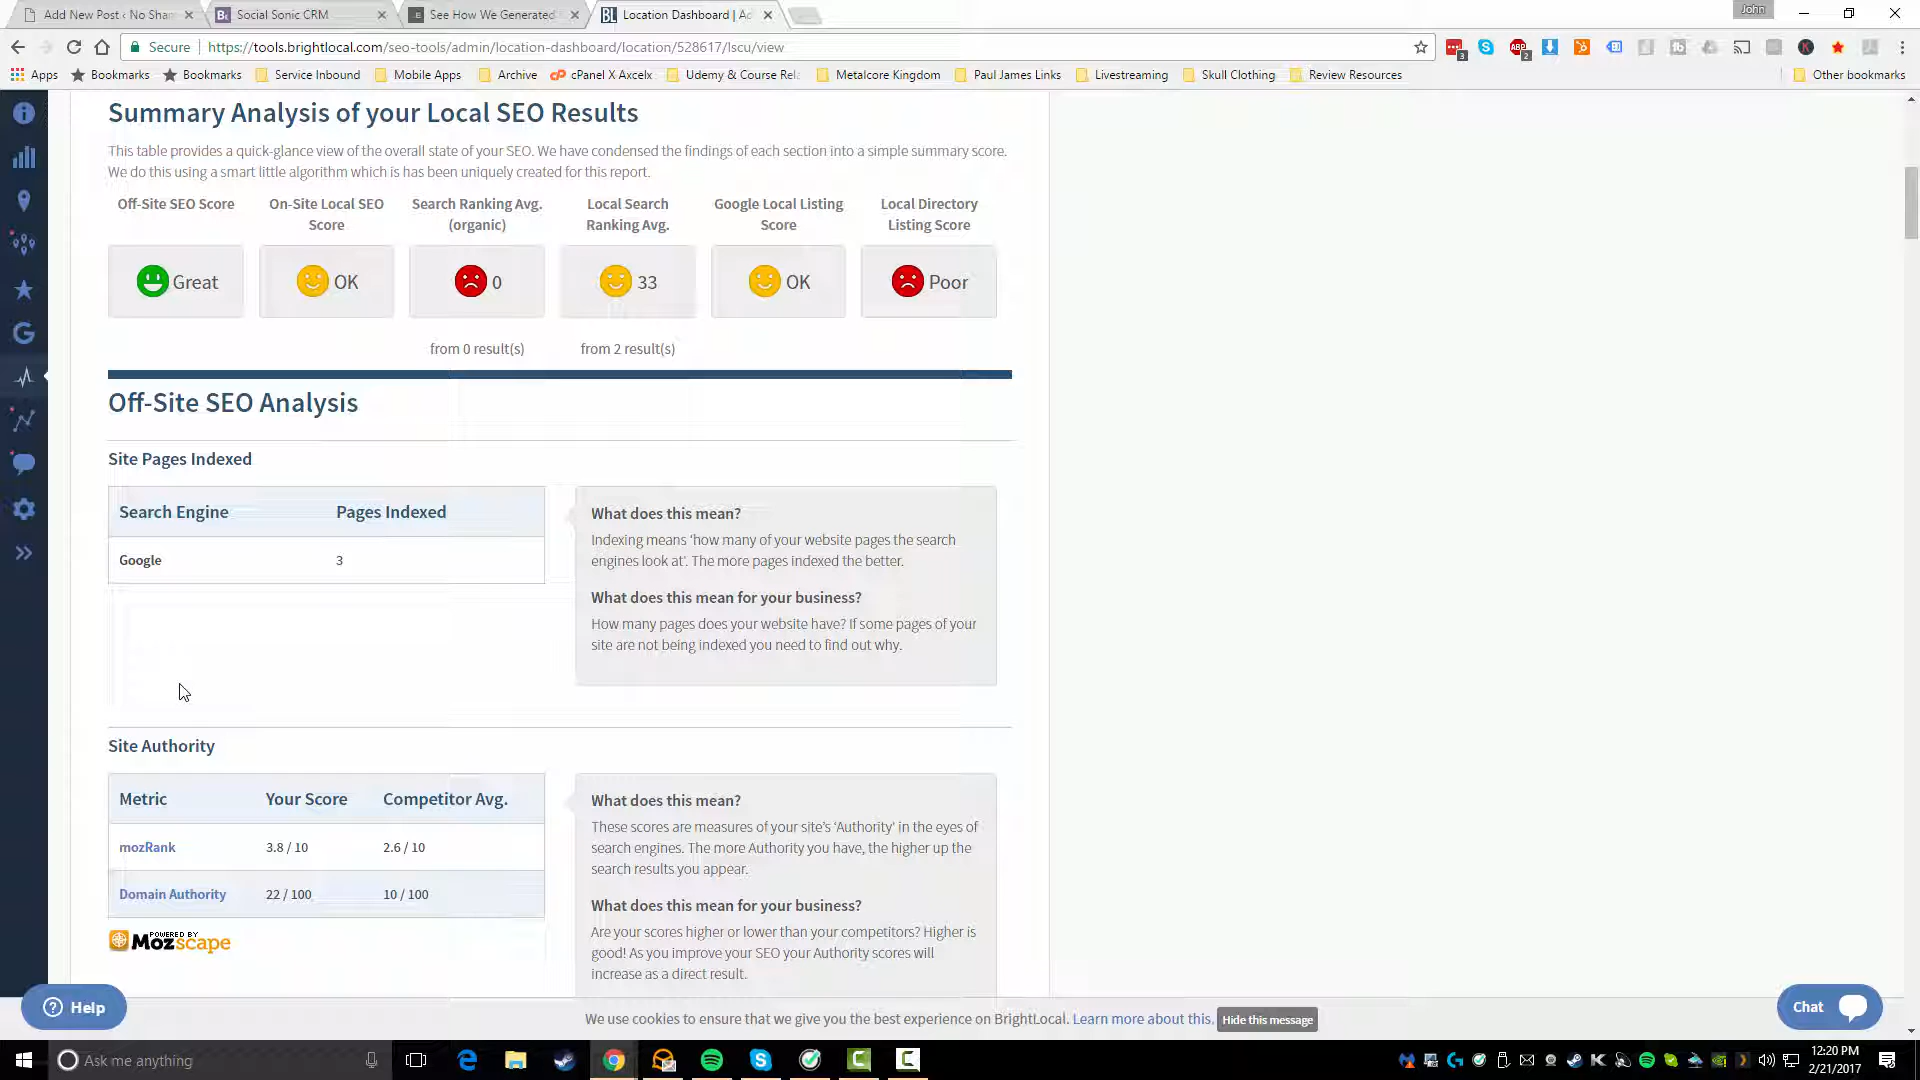 Add New Post ‹ No Sham
Social Sonic CRM
See How We Generated
Location Dashboard | Ad
John
Secure
https://tools.brightlocal.com/seo-tools/admin/location-dashboard/location/528617/lscu/view
Apps
Bookmarks
Bookmarks
Service Inbound
Mobile Apps
Archive
cPanel X Axcelx
Udemy & Course Rel
Metalcore Kingdom
Paul James Links
Livestreaming
Skull Clothing
Review Resources
Other bookmarks
Summary Analysis of your Local SEO Results
This table provides a quick-glance view of the overall state of your SEO. We have condensed the findings of each section into a simple summary score.
We do this using a smart little algorithm which is has been uniquely created for this report.
Off-Site SEO Score
On-Site Local SEO
Score
Search Ranking Avg.
(organic)
Local Search
Ranking Avg.
Google Local Listing
Score
Local Directory
Listing Score
Great
OK
0
33
OK
Poor
from 0 result(s)
from 2 result(s)
Off-Site SEO Analysis
Site Pages Indexed
Search Engine
Pages Indexed
Google
3
What does this mean?
Indexing means 'how many of your website pages the search
engines look at'. The more pages indexed the better.
What does this mean for your business?
How many pages does your website have? If some pages of your
site are not being indexed you need to find out why.
Site Authority
Metric
Your Score
Competitor Avg.
mozRank
3.8 / 10
2.6 / 10
Domain Authority
22 / 100
10 / 100
POWERED BY
Mozscape
What does this mean?
These scores are measures of your site's 'Authority' in the eyes of
search engines. The more Authority you have, the higher up the
search results you appear.
What does this mean for your business?
Are your scores higher or lower than your competitors? Higher is
good! As you improve your SEO your Authority scores will
increase as a direct result.
Help
Chat
We use cookies to ensure that we give you the best experience on BrightLocal. Learn more about this. Hide this message
Ask me anything
12:20 PM
2/21/2017